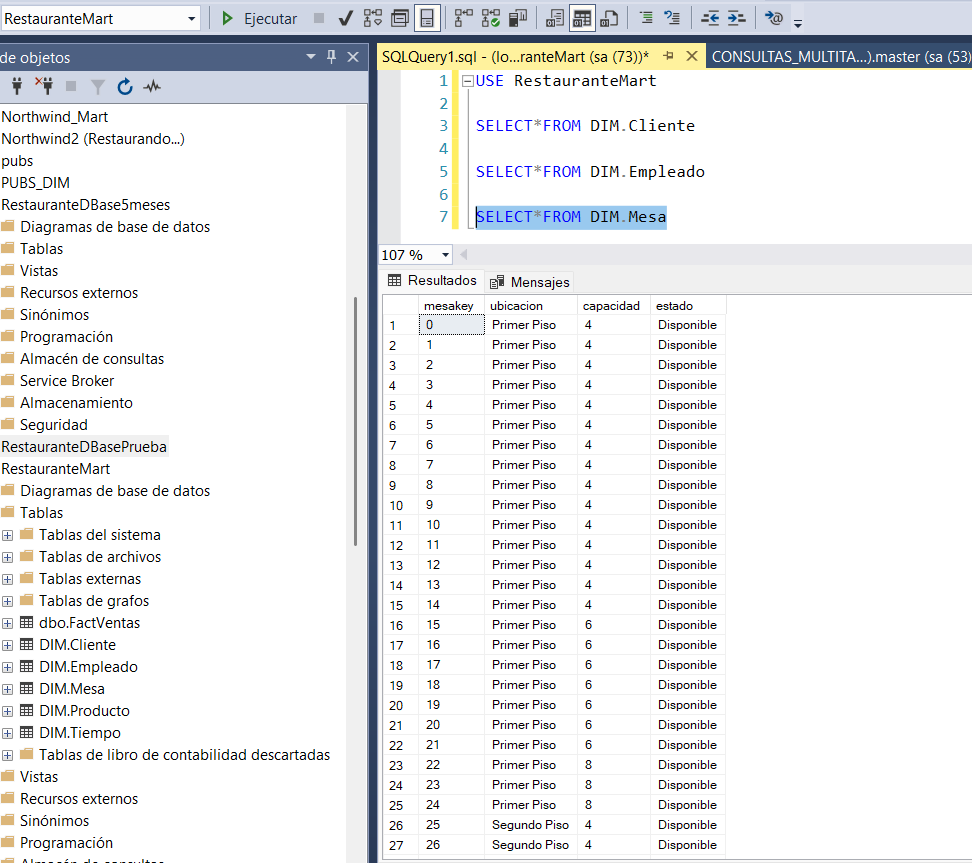 RestauranteMart
Ejecutar
de objetos
SQLQuery1.sql - (lo...ranteMart (sa (73))*
CONSULTAS_MULTITA...).master (sa (53)
Northwind_Mart
Northwind2 (Restaurando...)
pubs
PUBS_DIM
RestauranteDBase5meses
Diagramas de base de datos
Tablas
Vistas
Recursos externos
Sinónimos
Programación
Almacén de consultas
Service Broker
Almacenamiento
Seguridad
RestauranteDBasePrueba
RestauranteMart
Diagramas de base de datos
Tablas
Tablas del sistema
Tablas de archivos
Tablas externas
Tablas de grafos
dbo.FactVentas
DIM.Cliente
DIM.Empleado
DIM.Mesa
DIM.Producto
DIM.Tiempo
Tablas de libro de contabilidad descartadas
Vistas
Recursos externos
Sinónimos
Programación
Almacén de consultas
1 USE RestauranteMart
2
3 SELECT*FROM DIM.Cliente
4
5 SELECT*FROM DIM.Empleado
6
7 SELECT*FROM DIM.Mesa
107 %
Resultados Mensajes
mesakey ubicacion capacidad estado
1 0 Primer Piso 4 Disponible
2 1 Primer Piso 4 Disponible
3 2 Primer Piso 4 Disponible
4 3 Primer Piso 4 Disponible
5 4 Primer Piso 4 Disponible
6 5 Primer Piso 4 Disponible
7 6 Primer Piso 4 Disponible
8 7 Primer Piso 4 Disponible
9 8 Primer Piso 4 Disponible
10 9 Primer Piso 4 Disponible
11 10 Primer Piso 4 Disponible
12 11 Primer Piso 4 Disponible
13 12 Primer Piso 4 Disponible
14 13 Primer Piso 4 Disponible
15 14 Primer Piso 4 Disponible
16 15 Primer Piso 6 Disponible
17 16 Primer Piso 6 Disponible
18 17 Primer Piso 6 Disponible
19 18 Primer Piso 6 Disponible
20 19 Primer Piso 6 Disponible
21 20 Primer Piso 6 Disponible
22 21 Primer Piso 6 Disponible
23 22 Primer Piso 8 Disponible
24 23 Primer Piso 8 Disponible
25 24 Primer Piso 8 Disponible
26 25 Segundo Piso 4 Disponible
27 26 Segundo Piso 4 Disponible